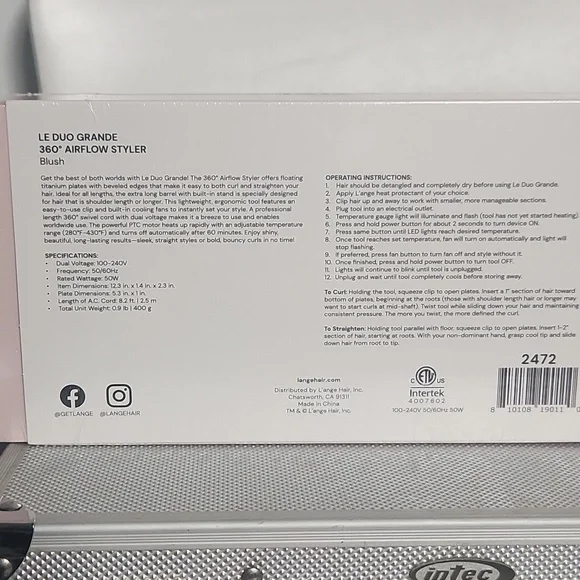 LE DUO GRANDE
360° AIRFLOW STYLER
Blush
Get the best of both worlds with Le Duo Grande! The 360° Airflow Styler offers floating
titanium plates with beveled edges that make it easy to both curl and straighten your
hair. Ideal for all lengths, the extra long barrel with built-in stand is specially designed
for hair that is shoulder length or longer. This lightweight, ergonomic tool features an
easy-to-use clip and built-in cooling fans to instantly set your style. A professional
length 360° swivel cord with dual voltage makes it a breeze to use and enables
worldwide use. The powerful PTC motor heats up rapidly with an adjustable temperature
range (280°F-430°F) and turns off automatically after 60 minutes. Enjoy shiny,
beautiful, long-lasting results—sleek, straight styles or bold, bouncy curls in no time!
SPECIFICATIONS:
• Dual Voltage: 100-240V
• Frequency: 50/60Hz
• Rated Wattage: 50W
• Item Dimensions: 12.3 in. x 1.4 in. x 2.3 in.
• Plate Dimensions: 5.3 in. x 1 in.
• Length of A.C. Cord: 8.2 ft. | 2.5 m
• Total Unit Weight: 0.9 lb | 400 g
@GETLANGE
@LANGEHAIR
OPERATING INSTRUCTIONS:
1. Hair should be detangled and completely dry before using Le Duo Grande.
2. Apply L'ange heat protectant of your choice.
3. Clip hair up and away to work with smaller, more manageable sections.
4. Plug tool into an electrical outlet.
5. Temperature gauge light will illuminate and flash (tool has not yet started heating)
6. Press and hold power button for about 2 seconds to turn device ON.
7. Press same button until LED lights reach desired temperature.
8. Once tool reaches set temperature, fan will turn on automatically and light will
stop flashing.
9. If preferred, press fan button to turn fan off and style without it.
10. Once finished, press and hold power button to turn tool OFF.
11. Lights will continue to blink until tool is unplugged.
12. Unplug and wait until tool completely cools before storing away.
To Curl: Holding the tool, squeeze clip to open plates. Insert a 1" section of hair toward
bottom of plates, beginning at the roots (those with shoulder length hair or longer may
want to start curls at mid-shaft). Twist tool while sliding down your hair and maintaining
consistent pressure. The more you twist, the more defined the curl.
To Straighten: Holding tool parallel with floor, squeeze clip to open plates. Insert 1-2"
section of hair, starting at roots. With your non-dominant hand, grasp cool tip and slide
down hair from root to tip.
langehair.com
Distributed by L'ange Hair, Inc.
Chatsworth, CA 91311
Made in China
TM & © L'ange Hair, Inc.
C ETL US
Intertek
4007602
100-240V 50/60Hz 50W
2472
8 10108 19011 0
intec